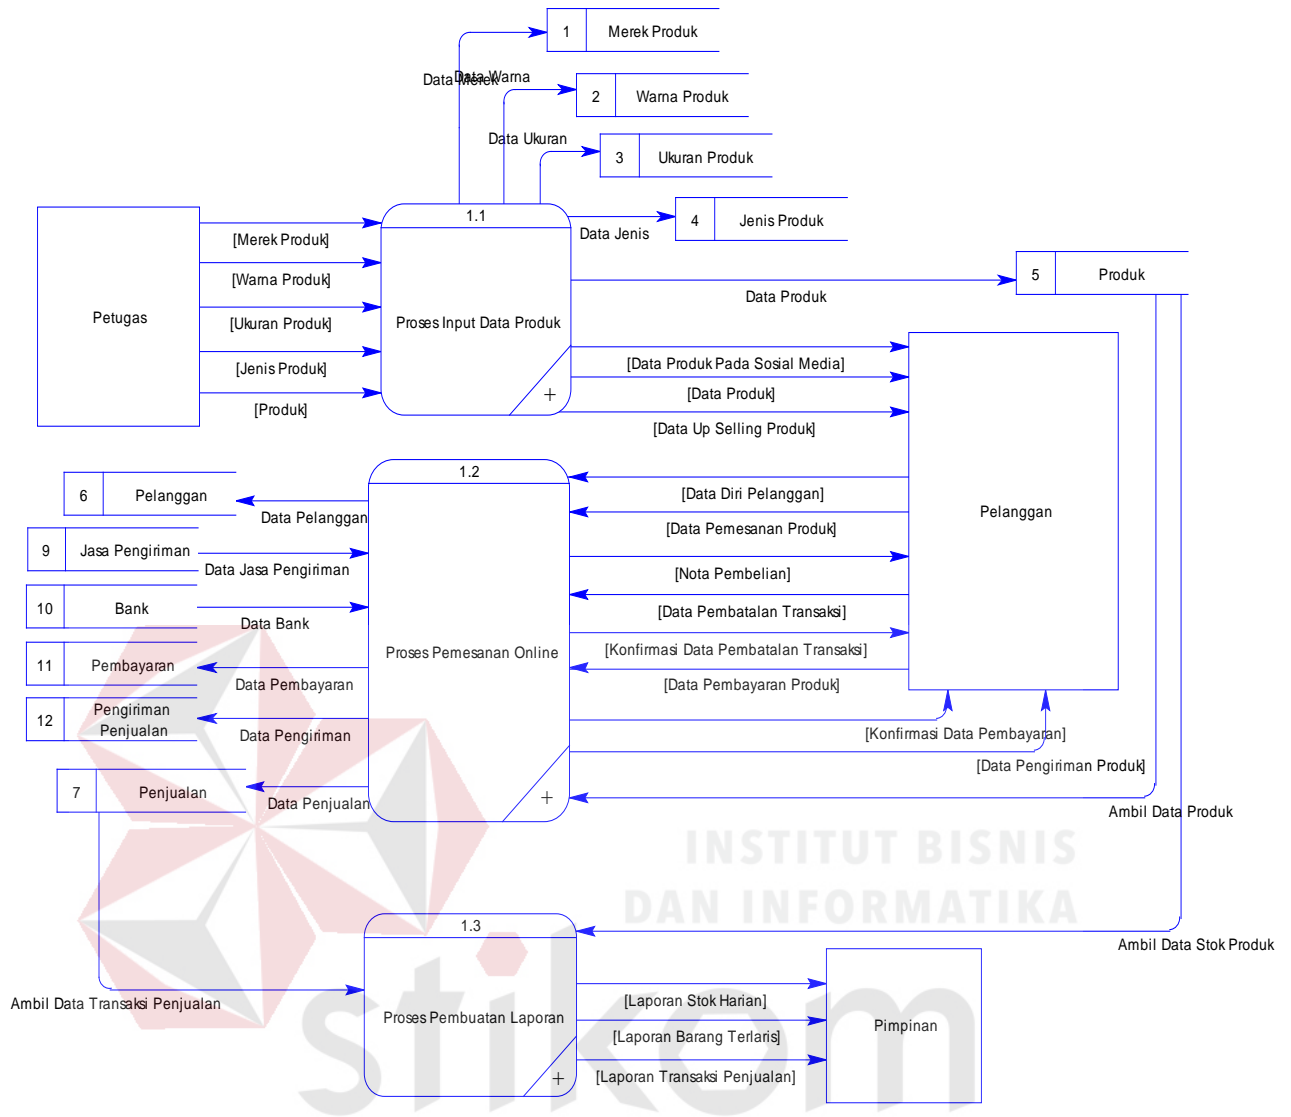 1 Merek Produk
Data Merek
Data Warna
2 Warna Produk
Data Ukuran
3 Ukuran Produk
1.1
4 Jenis Produk
Data Jenis
[Merek Produk]
[Warna Produk]
5 Produk
Data Produk
Petugas
[Ukuran Produk]
Proses Input Data Produk
[Jenis Produk]
[Data Produk Pada Sosial Media]
[Data Produk]
+
[Produk]
[Data Up Selling Produk]
1.2
6 Pelanggan
Data Pelanggan
[Data Diri Pelanggan]
Pelanggan
[Data Pemesanan Produk]
9 Jasa Pengiriman
Data Jasa Pengiriman
[Nota Pembelian]
10 Bank
Data Bank
[Data Pembatalan Transaksi]
Proses Pemesanan Online
[Konfirmasi Data Pembatalan Transaksi]
11 Pembayaran
Data Pembayaran
[Data Pembayaran Produk]
12 Pengiriman
Penjualan
Data Pengiriman
[Konfirmasi Data Pembayaran]
[Data Pengiriman Produk]
7 Penjualan
Data Penjualan
+
Ambil Data Produk
INSTITUT BISNIS
DAN INFORMATIKA
stikom
1.3
Ambil Data Stok Produk
Ambil Data Transaksi Penjualan
[Laporan Stok Harian]
Proses Pembuatan Laporan
Pimpinan
[Laporan Barang Terlaris]
[Laporan Transaksi Penjualan]
+